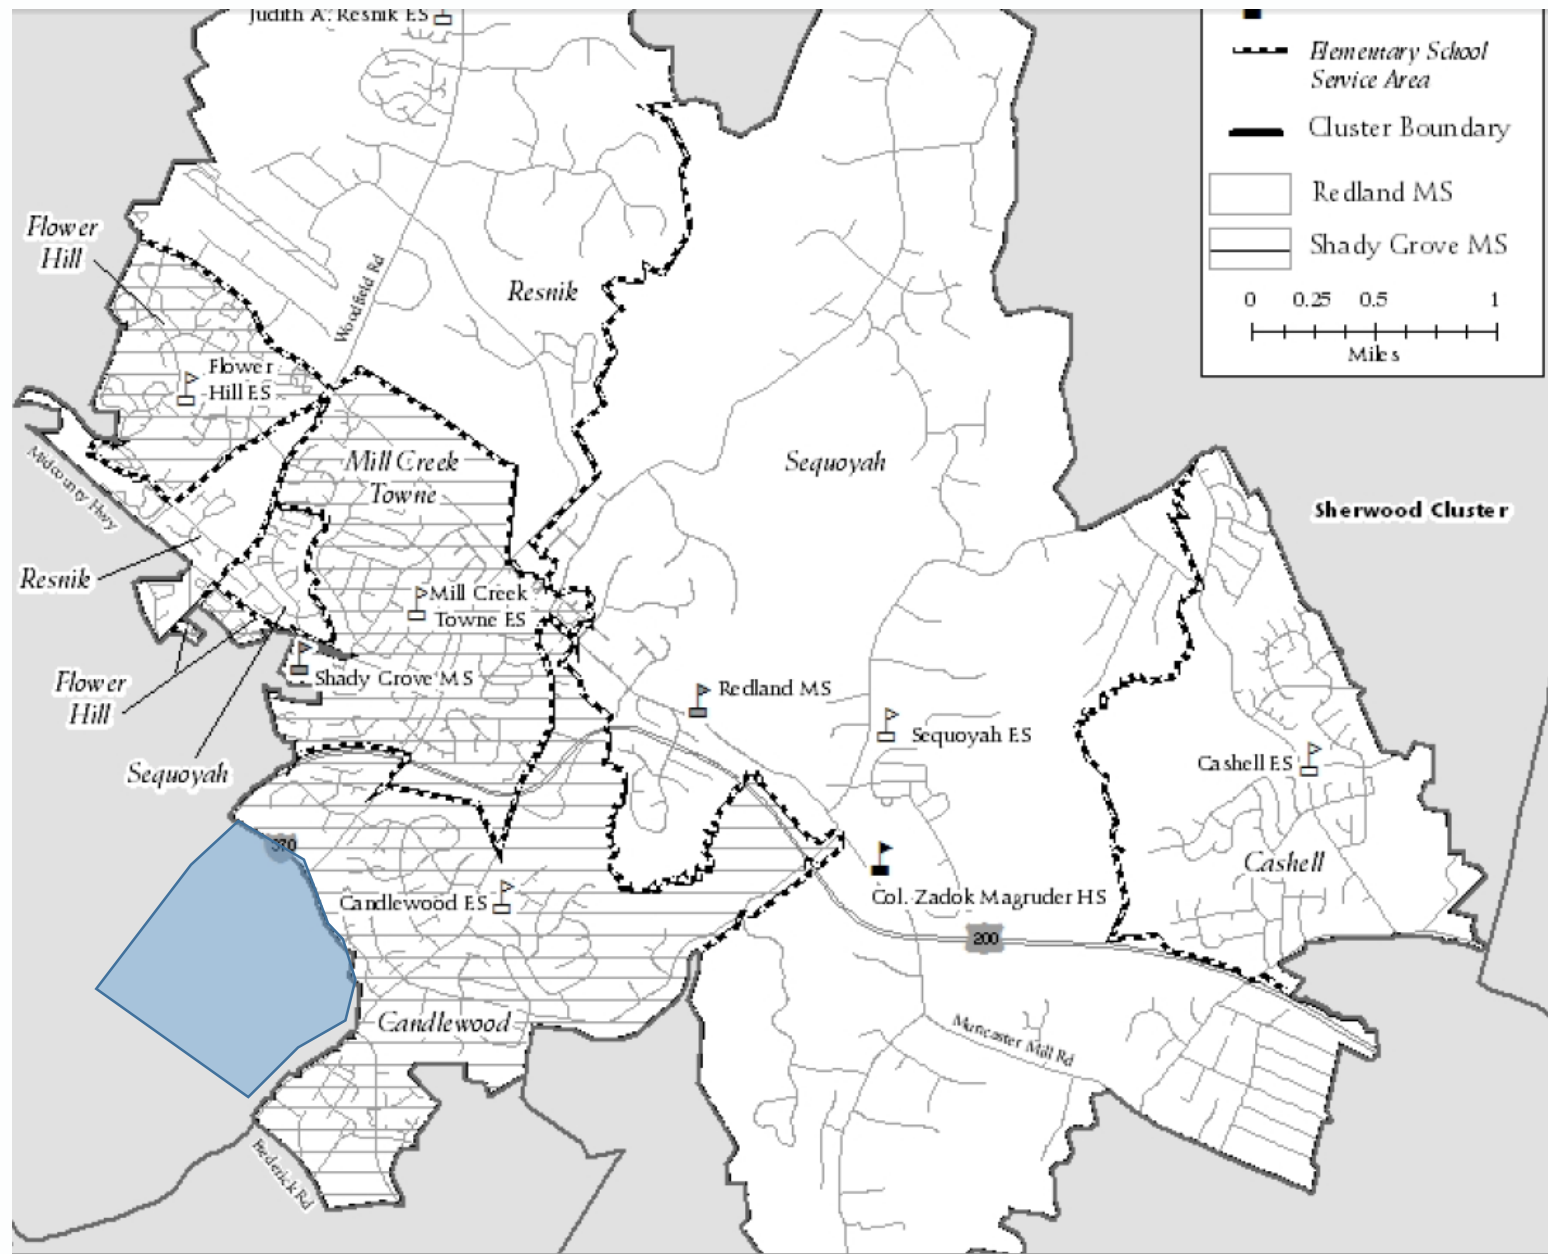 Judith A. Resnik ES
Elementary School
Service Area
Cluster Boundary
Redland MS
Shady Grove MS
0 0.25 0.5 1
Miles
Flower
Hill
Woodfield Rd
Resnik
Flower
Hill ES
Midcounty Hwy
Mill Creek
Towne
Sequoyah
Sherwood Cluster
Resnik
Mill Creek
Towne ES
Flower
Hill
Shady Grove MS
Redland MS
Sequoyah ES
Sequoyah
Cashell ES
370
Candlewood ES
Col. Zadok Magruder HS
Cashell
200
Candlewood
Muncaster Mill Rd
Frederick Rd